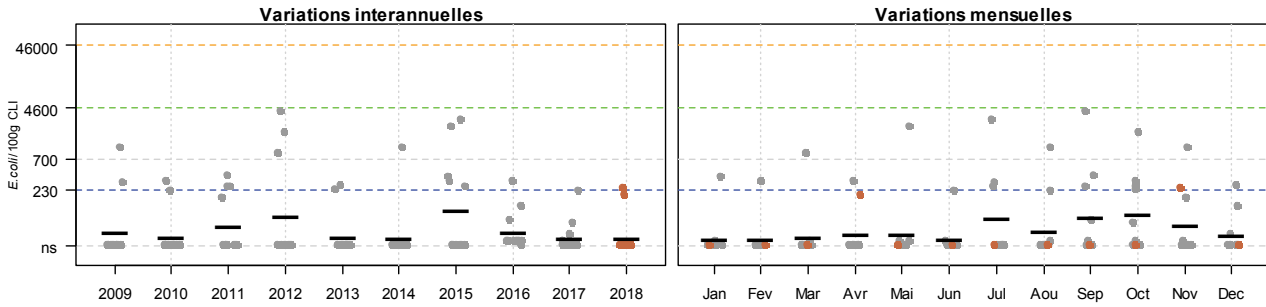 Variations interannuelles
Variations mensuelles
E.coli/100g CLI
46000
4600
700
230
ns
2009 2010 2011 2012 2013 2014 2015 2016 2017 2018
Jan Fev Mar Avr Mai Jun Jul Aou Sep Oct Nov Dec